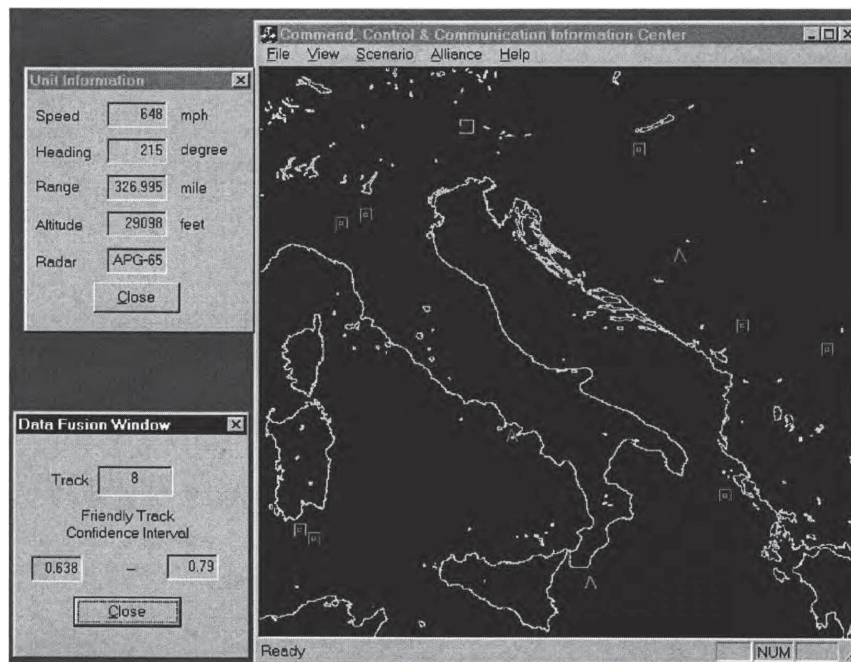 Unit Information
Speed 648 mph
Heading 215 degree
Range 326.995 mile
Altitude 29098 feet
Radar APG-65
Close
Data Fusion Window
Track 8
Friendly Track
Confidence Interval
0.638 – 0.79
Close
Command, Control & Communication Information Center
File View Scenario Alliance Help
Ready NUM